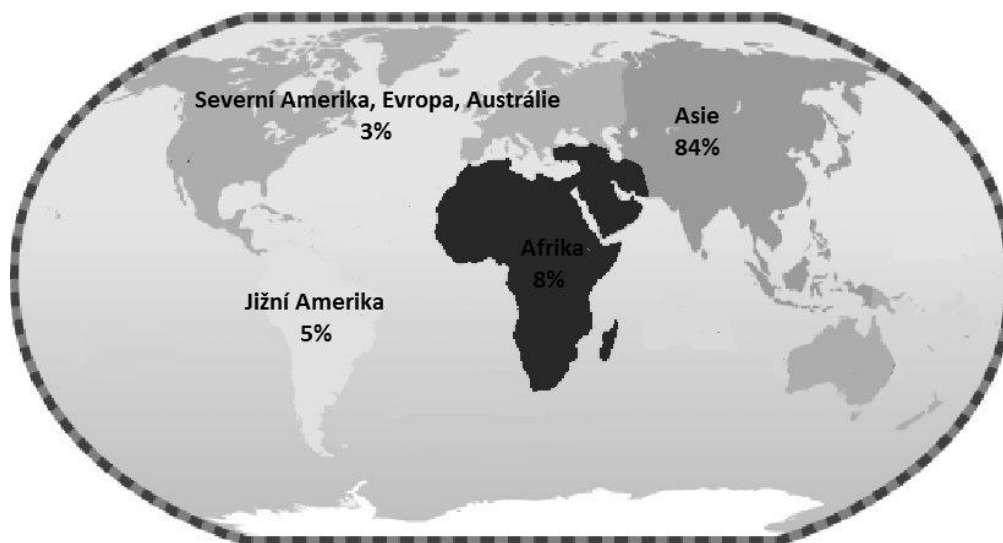 Severní Amerika, Evropa, Austrálie
3%
Asie
84%
Afrika
8%
Jižní Amerika
5%